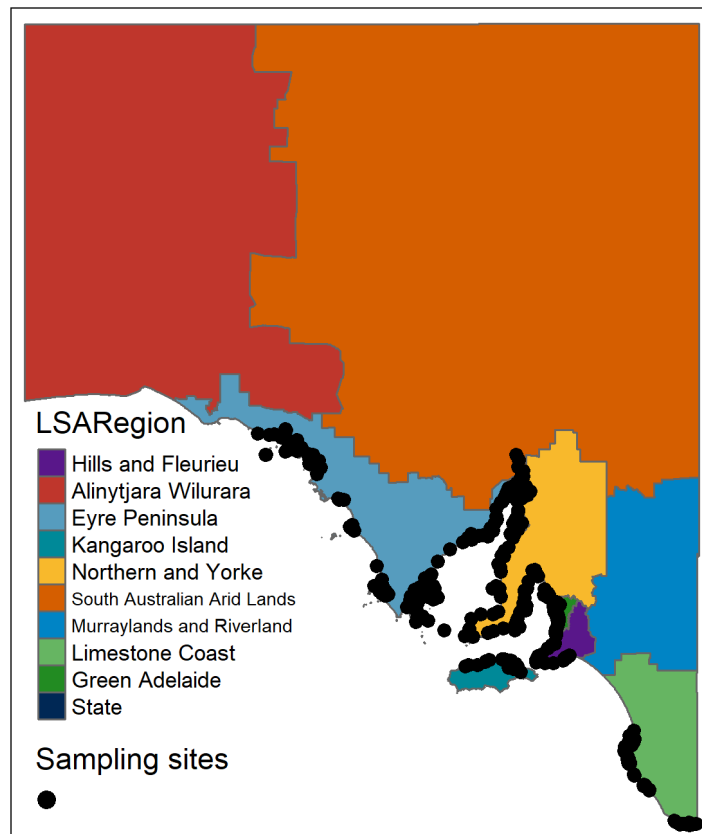 LSARegion
Hills and Fleurieu
Alinytjara Wilurara
Eyre Peninsula
Kangaroo Island
Northern and Yorke
South Australian Arid Lands
Murraylands and Riverland
Limestone Coast
Green Adelaide
State
Sampling sites